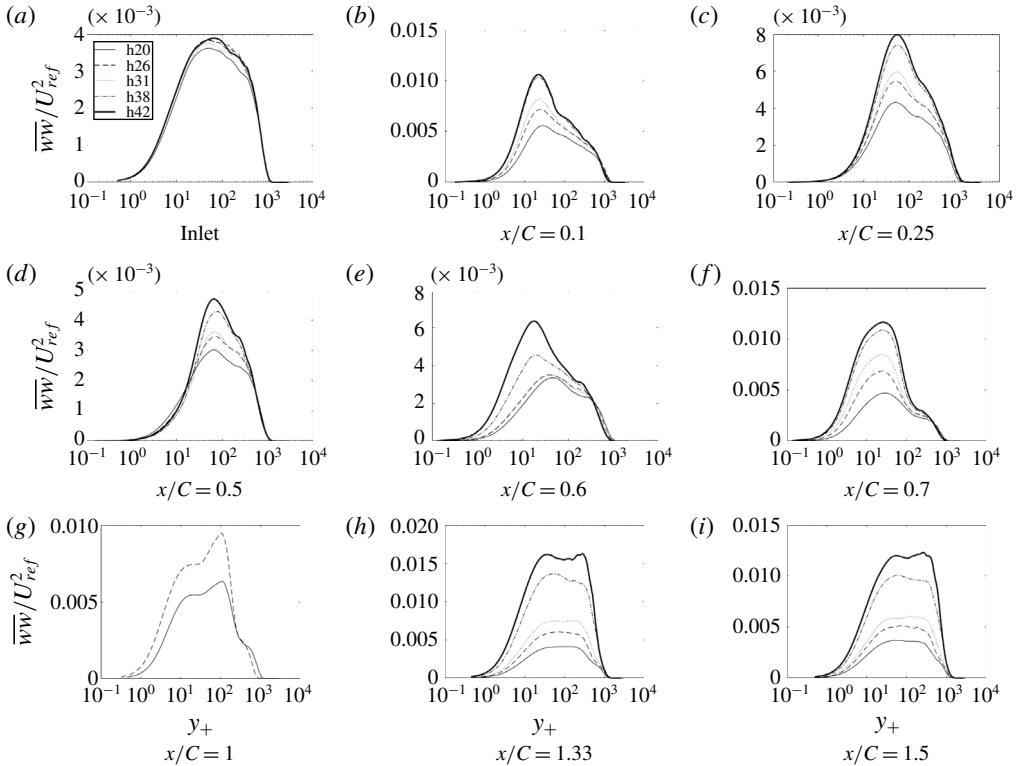 (a) (× 10⁻³) (b) (c) (× 10⁻³)
4 0.015 8
h20
h26
h31
h38
h42
3 0.010 6
2 0.005 4
1 2
0 0 0
w̅w̅/U²ref
10⁻¹ 10⁰ 10¹ 10² 10³ 10⁴ 10⁻¹ 10⁰ 10¹ 10² 10³ 10⁴ 10⁻¹ 10⁰ 10¹ 10² 10³ 10⁴
Inlet x/C = 0.1 x/C = 0.25
(d) (× 10⁻³) (e) (× 10⁻³) (f)
5 8 0.015
4 6 0.010
3 4 0.005
2 2
1
0 0 0
w̅w̅/U²ref
10⁻¹ 10⁰ 10¹ 10² 10³ 10⁴ 10⁻¹ 10⁰ 10¹ 10² 10³ 10⁴ 10⁻¹ 10⁰ 10¹ 10² 10³ 10⁴
x/C = 0.5 x/C = 0.6 x/C = 0.7
(g) (h) (i)
0.010 0.020 0.015
0.005 0.015 0.010
0.010 0.005
0.005
0 0 0
w̅w̅/U²ref
10⁻¹ 10⁰ 10¹ 10² 10³ 10⁴ 10⁻¹ 10⁰ 10¹ 10² 10³ 10⁴ 10⁻¹ 10⁰ 10¹ 10² 10³ 10⁴
y+ y+ y+
x/C = 1 x/C = 1.33 x/C = 1.5